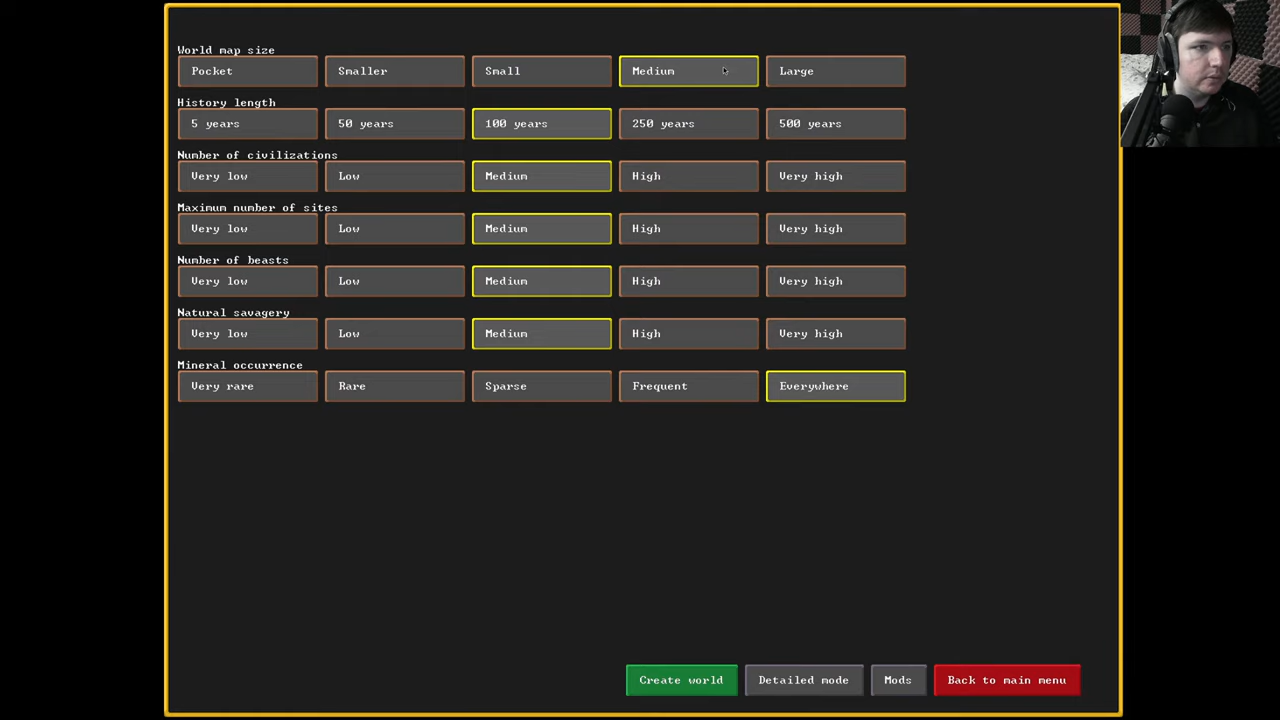 World map size
Pocket Smaller Small Medium Large
History length
5 years 50 years 100 years 250 years 500 years
Number of civilizations
Very low Low Medium High Very high
Maximum number of sites
Very low Low Medium High Very high
Number of beasts
Very low Low Medium High Very high
Natural savagery
Very low Low Medium High Very high
Mineral occurrence
Very rare Rare Sparse Frequent Everywhere
Create world Detailed mode Mods Back to main menu